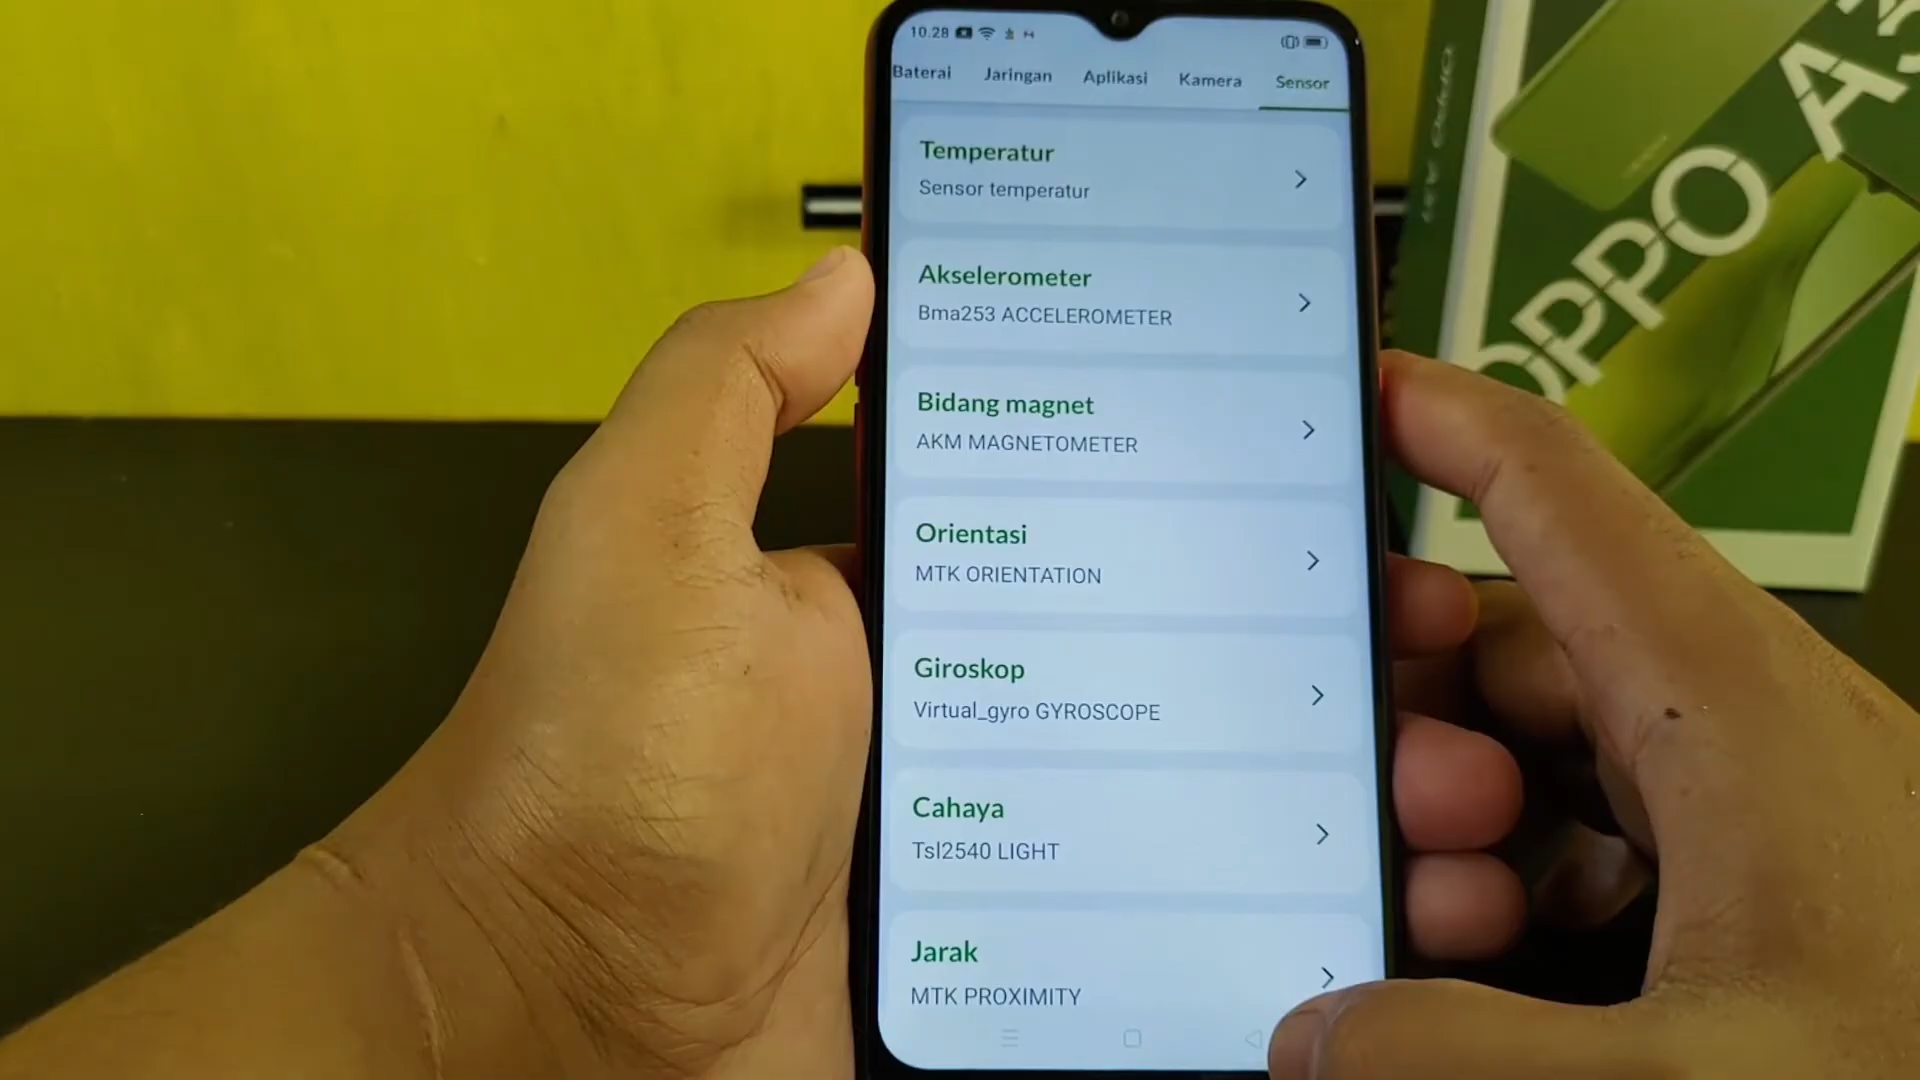 10.28
Baterai Jaringan Aplikasi Kamera Sensor
Temperatur
Sensor temperatur
Akselerometer
Bma253 ACCELEROMETER
Bidang magnet
AKM MAGNETOMETER
Orientasi
MTK ORIENTATION
Giroskop
Virtual_gyro GYROSCOPE
Cahaya
Tsl2540 LIGHT
Jarak
MTK PROXIMITY
OPPO
OPPO